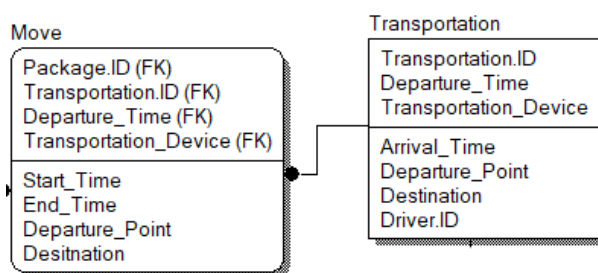 Move
Package.ID (FK)
Transportation.ID (FK)
Departure_Time (FK)
Transportation_Device (FK)
Start_Time
End_Time
Departure_Point
Desitnation
Transportation
Transportation.ID
Departure_Time
Transportation_Device
Arrival_Time
Departure_Point
Destination
Driver.ID